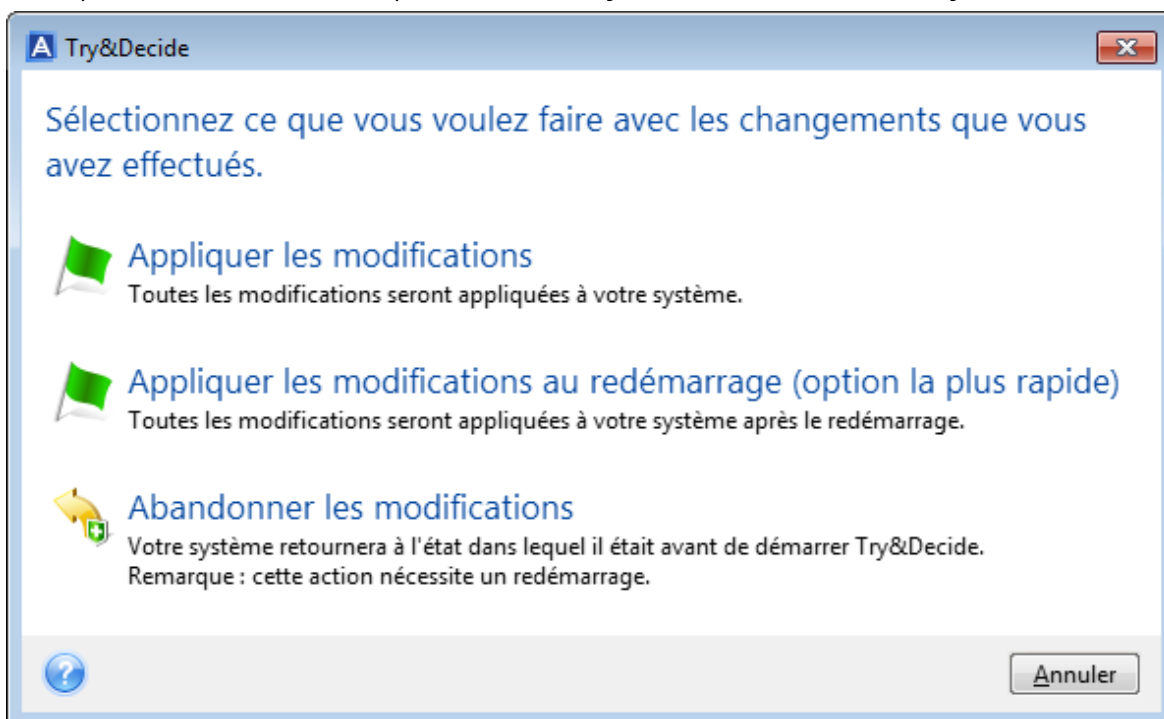 Try&Decide
Sélectionnez ce que vous voulez faire avec les changements que vous
avez effectués.
Appliquer les modifications
Toutes les modifications seront appliquées à votre système.
Appliquer les modifications au redémarrage (option la plus rapide)
Toutes les modifications seront appliquées à votre système après le redémarrage.
Abandonner les modifications
Votre système retournera à l'état dans lequel il était avant de démarrer Try&Decide.
Remarque : cette action nécessite un redémarrage.
Annuler